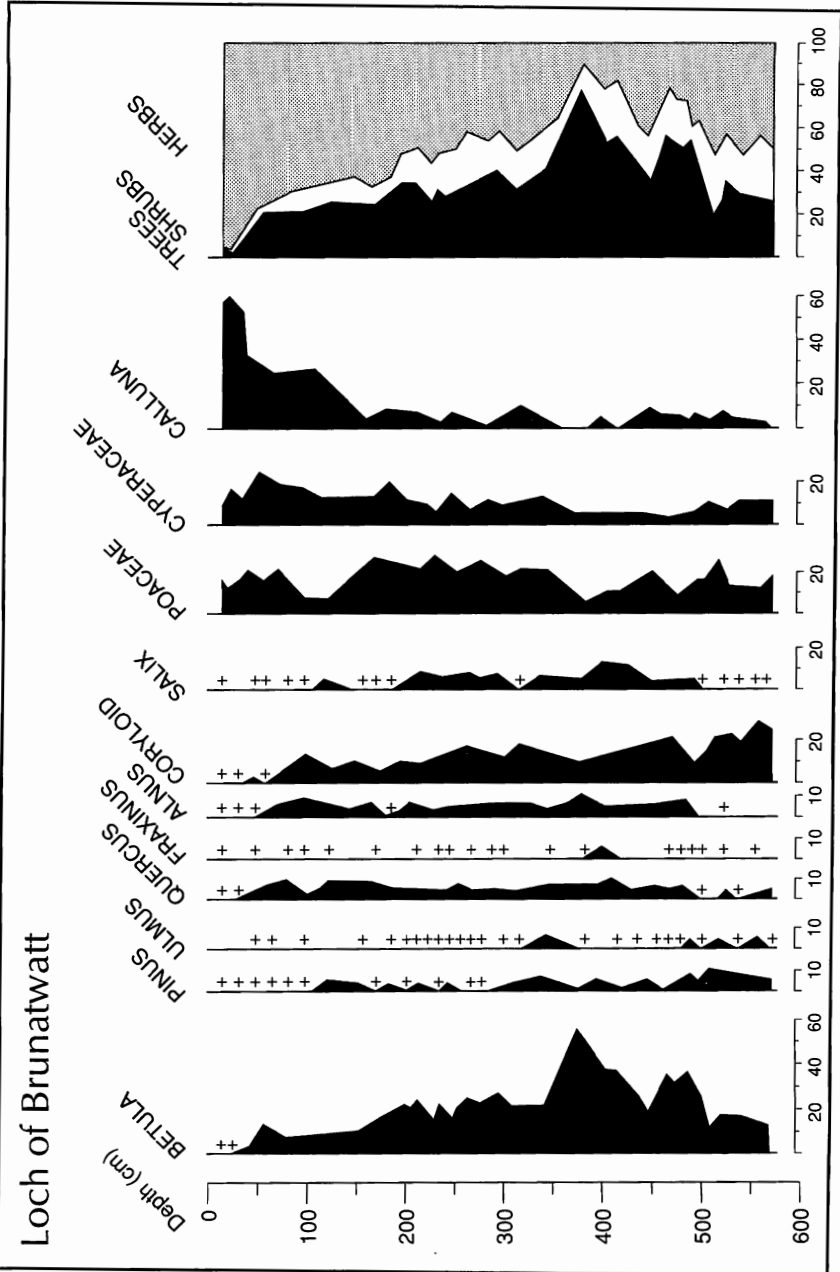 Loch of Brunatwatt
Depth (cm)
BETULA
PINUS
ULMUS
QUERCUS
FRAXINUS
ALNUS
CORYLOID
SALIX
POACEAE
CYPERACEAE
CALLUNA
TREES
SHRUBS
HERBS
0
100
200
300
400
500
600
20 40 60 10 10 10 10 10 20 20 20 20 20 40 60 20 40 60 80 100